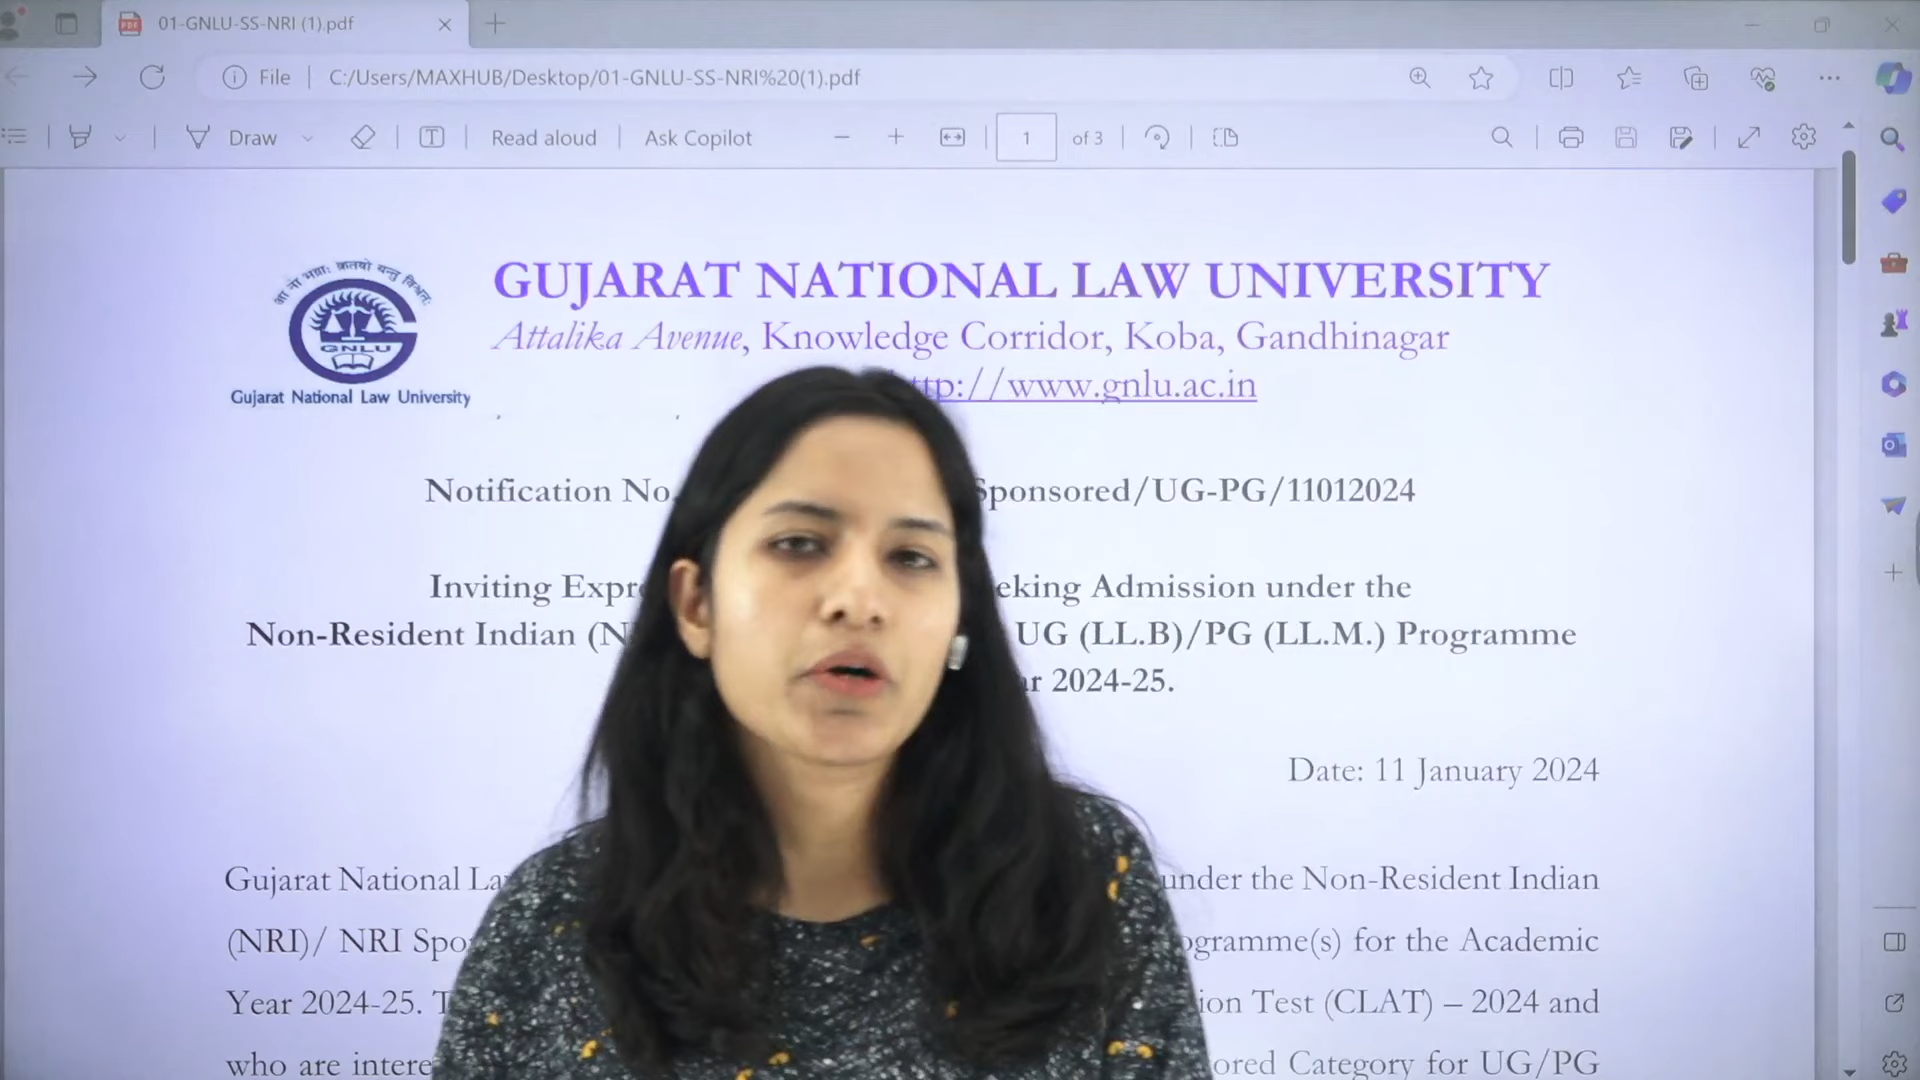 01-GNLU-SS-NRI (1).pdf
File
C:/Users/MAXHUB/Desktop/01-GNLU-SS-NRI%20(1).pdf
Draw
Read aloud
Ask Copilot
1
of 3
आ नो भद्राः क्रतवो यन्तु विश्वतः
GNLU
Gujarat National Law University
GUJARAT NATIONAL LAW UNIVERSITY
Attalika Avenue, Knowledge Corridor, Koba, Gandhinagar
http://www.gnlu.ac.in
Notification No. Sponsored/UG-PG/11012024
Inviting eking Admission under the
Non-Resident Indian UG (LL.B)/PG (LL.M.) Programme
2024-25.
Date: 11 January 2024
Gujarat National under the Non-Resident Indian
(NRI)/ NRI ogramme(s) for the Academic
Year 2024-25. ion Test (CLAT) – 2024 and
who are ored Category for UG/PG